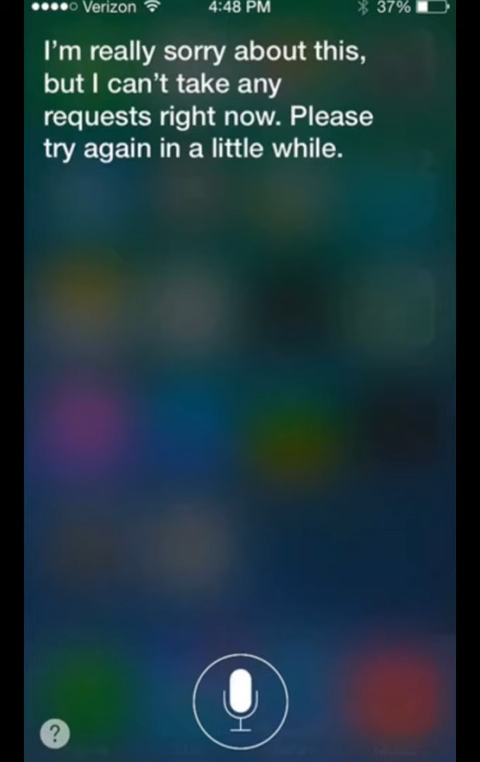 Verizon 4:48 PM 37%
I'm really sorry about this,
but I can't take any
requests right now. Please
try again in a little while.
?